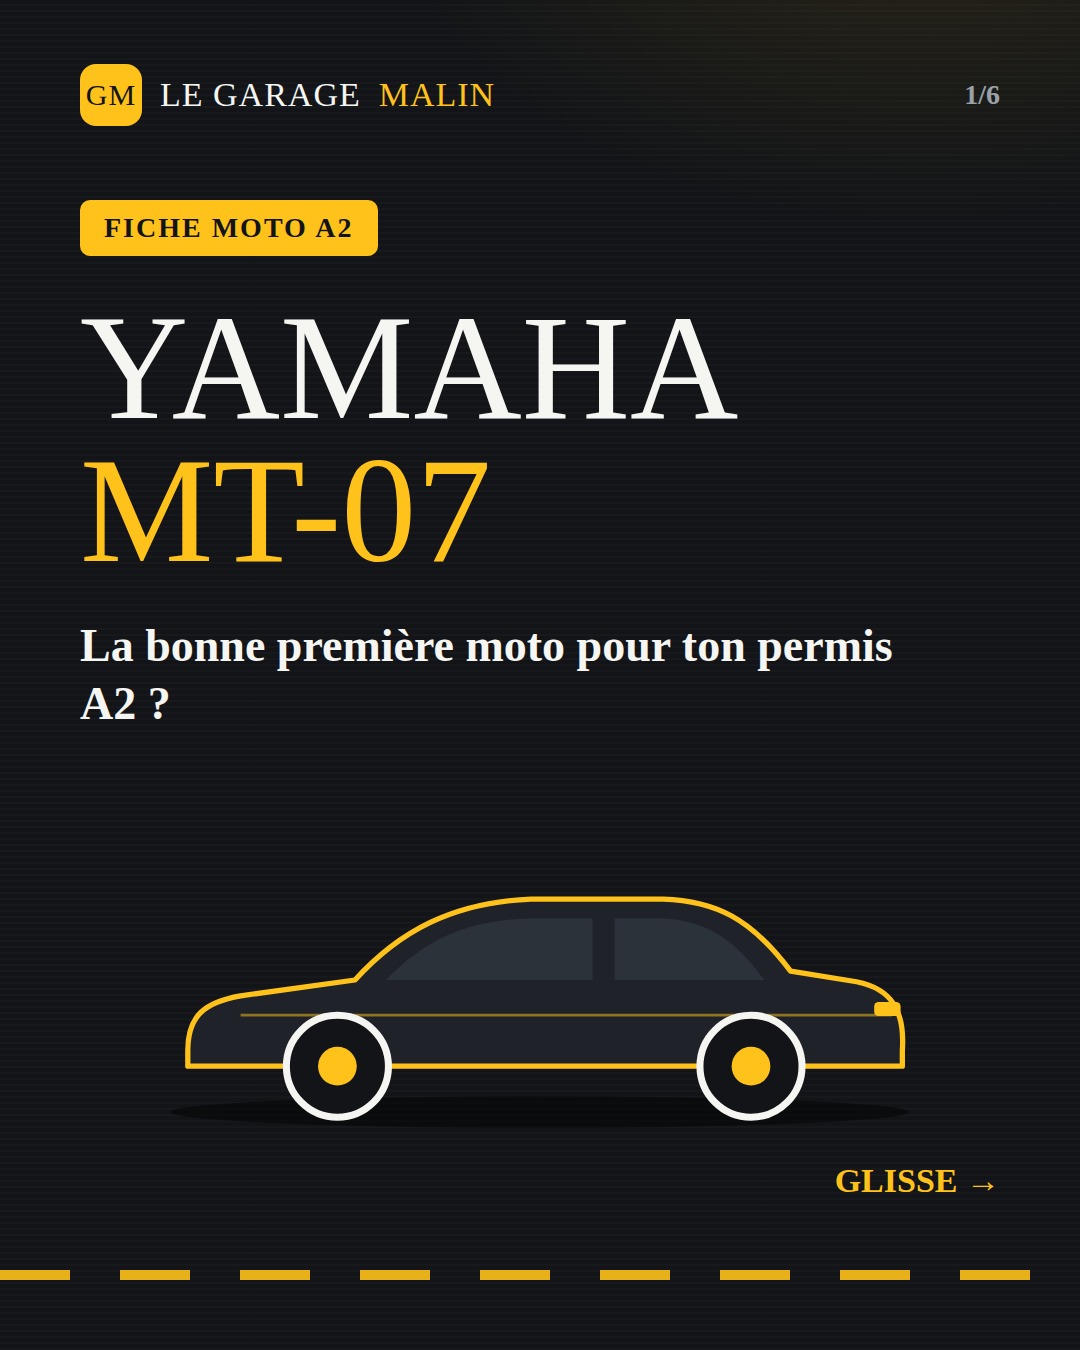 GM LE GARAGE MALIN
1/6
FICHE MOTO A2
YAMAHA
MT-07
La bonne première moto pour ton permis
A2 ?
GLISSE →